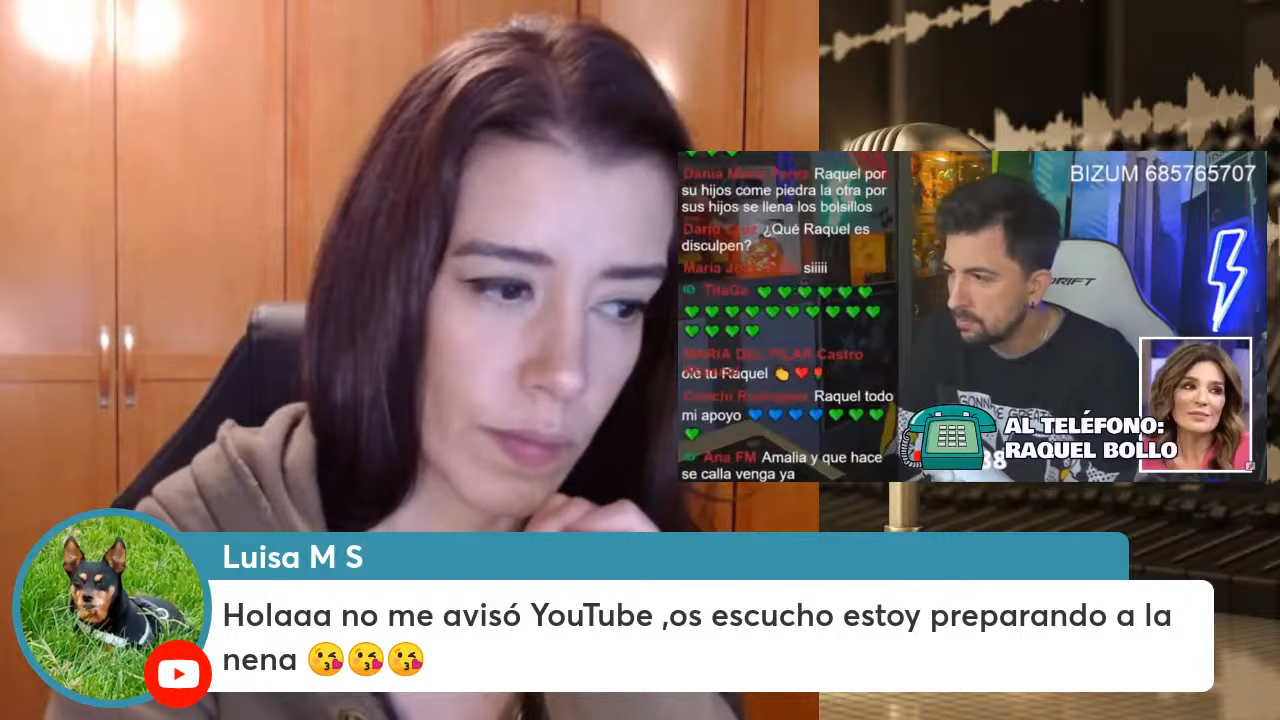 BIZUM 685765707
Raquel por
su hijos come piedra la otra por
sus hijos se llena los bolsillos
¿Qué Raquel es
disculpen?
siiiii
ole tu Raquel 👏❤️🌹
Raquel todo
mi apoyo 💙💙💙💙💚💚💚
💚
Ana FM Amalia y que hace
se calla venga ya
AL TELÉFONO:
RAQUEL BOLLO
Luisa M S
Holaaa no me avisó YouTube ,os escucho estoy preparando a la
nena 😘😘😘